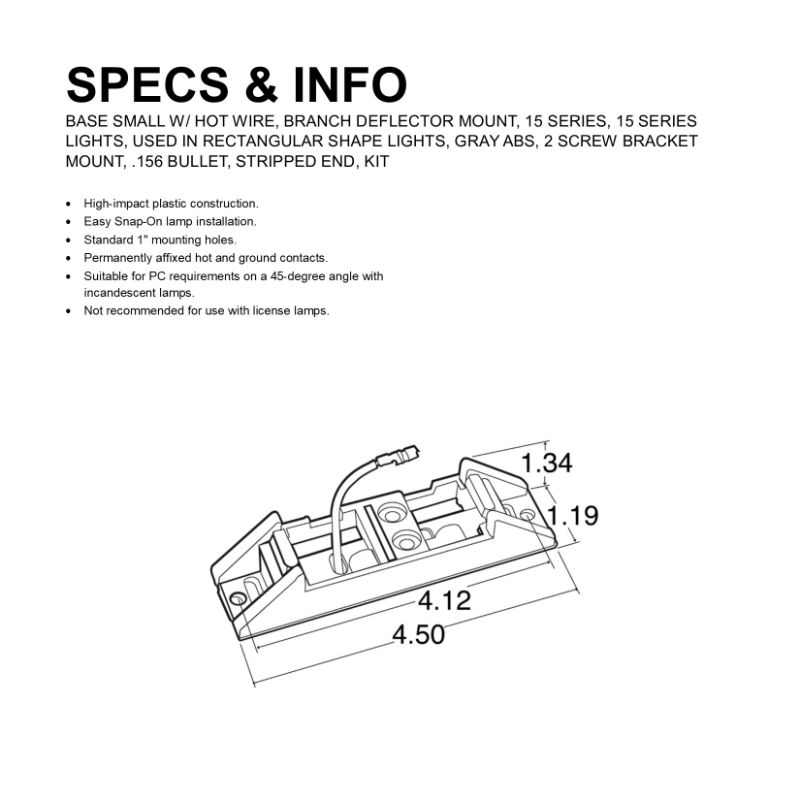 SPECS & INFO
BASE SMALL W/ HOT WIRE, BRANCH DEFLECTOR MOUNT, 15 SERIES, 15 SERIES
LIGHTS, USED IN RECTANGULAR SHAPE LIGHTS, GRAY ABS, 2 SCREW BRACKET
MOUNT, .156 BULLET, STRIPPED END, KIT
• High-impact plastic construction.
• Easy Snap-On lamp installation.
• Standard 1" mounting holes.
• Permanently affixed hot and ground contacts.
• Suitable for PC requirements on a 45-degree angle with
incandescent lamps.
• Not recommended for use with license lamps.
1.34
1.19
4.12
4.50